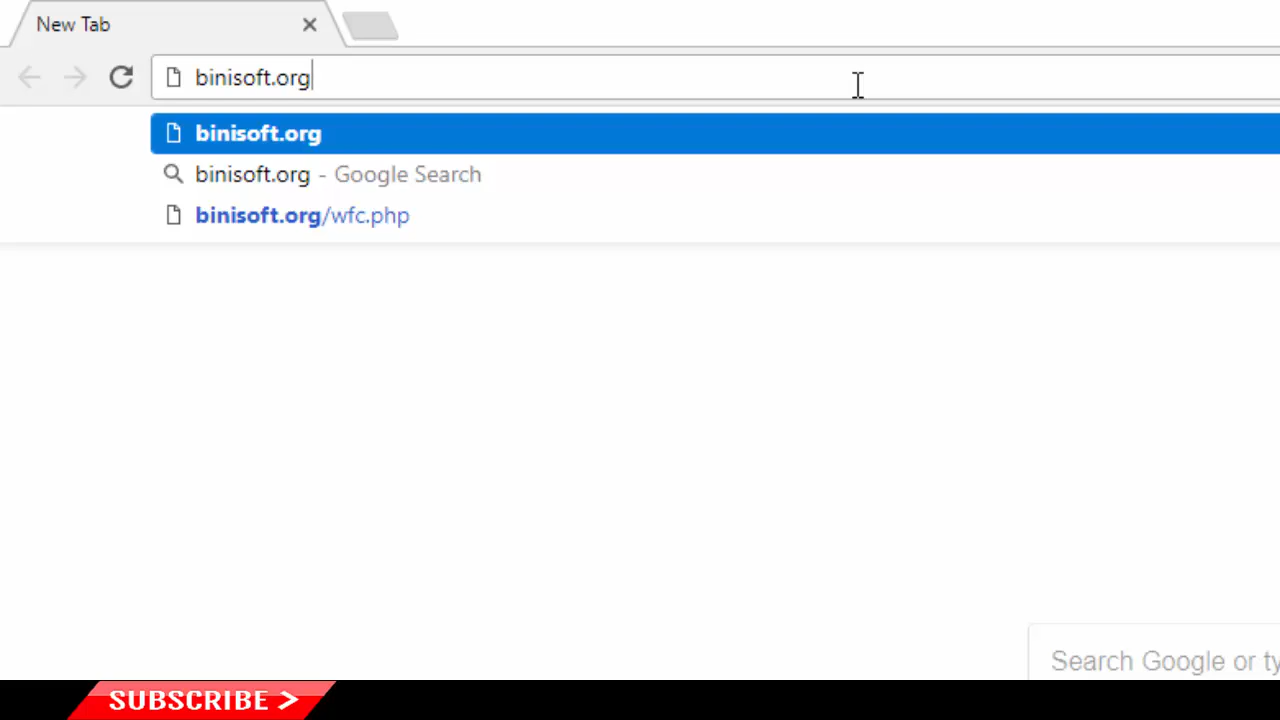 New Tab
binisoft.org
binisoft.org
binisoft.org - Google Search
binisoft.org/wfc.php
Search Google or ty
SUBSCRIBE >